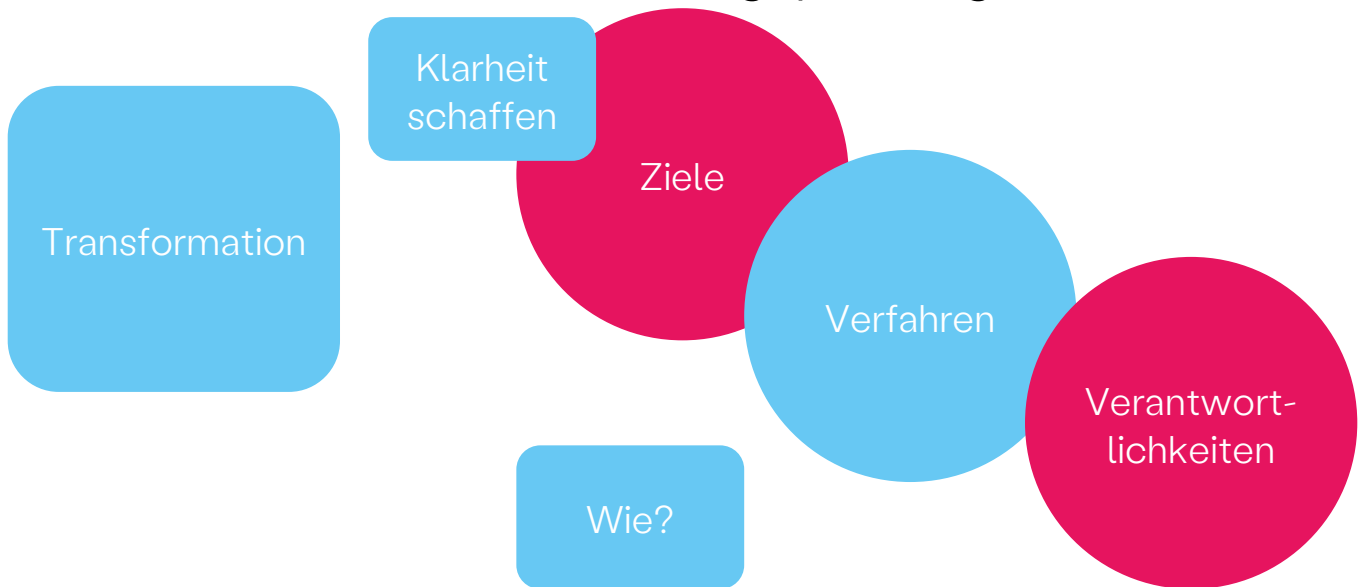 Klarheit
schaffen
Ziele
Transformation
Verfahren
Verantwort-
lichkeiten
Wie?